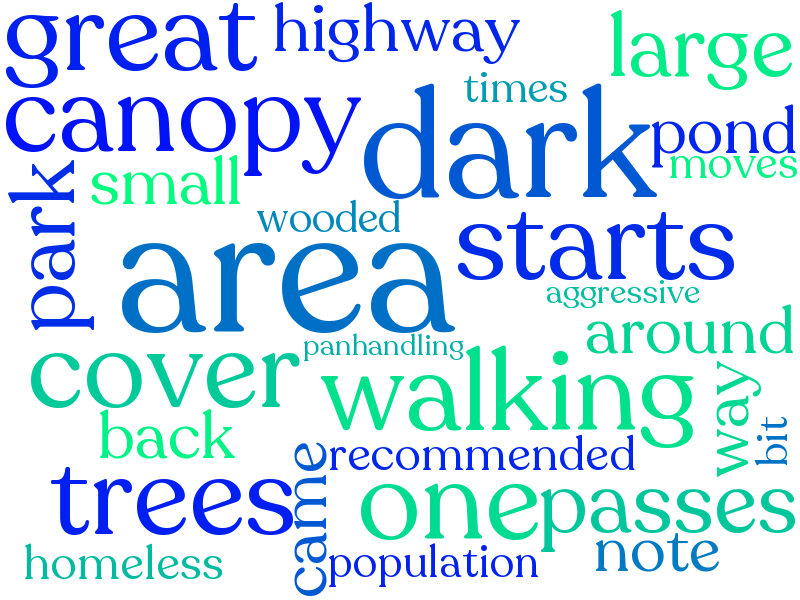 great
highway
large
canopy
times
dark
pond
moves
small
park
wooded
starts
area
aggressive
around
panhandling
cover
walking
way
back
bit
recommended
came
trees
one
passes
note
homeless
population